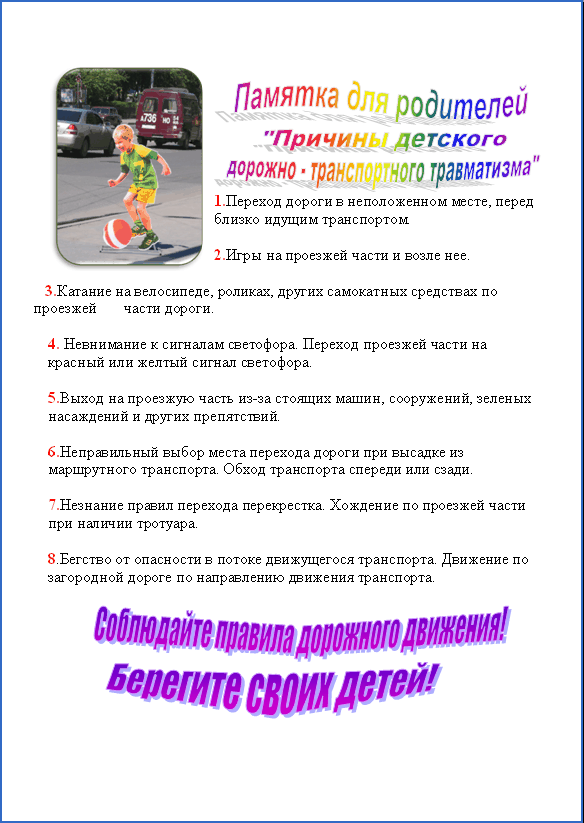 Памятка для родителей
"Причины детского
дорожно - транспортного травматизма"
1.Переход дороги в неположенном месте, перед
близко идущим транспортом.
2.Игры на проезжей части и возле нее.
3.Катание на велосипеде, роликах, других самокатных средствах по
проезжей части дороги.
4. Невнимание к сигналам светофора. Переход проезжей части на
красный или желтый сигнал светофора.
5.Выход на проезжую часть из-за стоящих машин, сооружений, зеленых
насаждений и других препятствий.
6.Неправильный выбор места перехода дороги при высадке из
маршрутного транспорта. Обход транспорта спереди или сзади.
7.Незнание правил перехода перекрестка. Хождение по проезжей части
при наличии тротуара.
8.Бегство от опасности в потоке движущегося транспорта. Движение по
загородной дороге по направлению движения транспорта.
Соблюдайте правила дорожного движения!
Берегите своих детей!